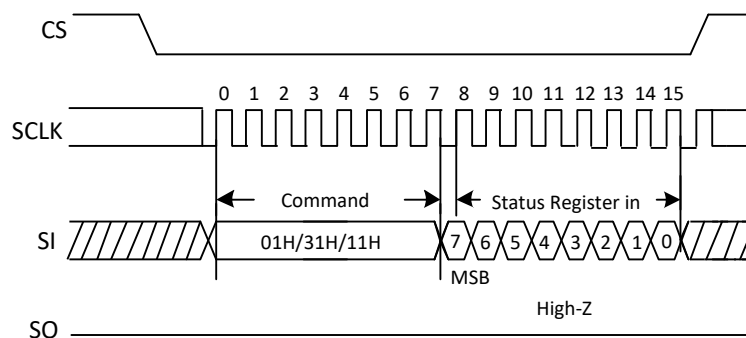 CS
0 1 2 3 4 5 6 7 8 9 10 11 12 13 14 15
SCLK
Command
Status Register in
SI
01H/31H/11H
7 6 5 4 3 2 1 0
MSB
High-Z
SO